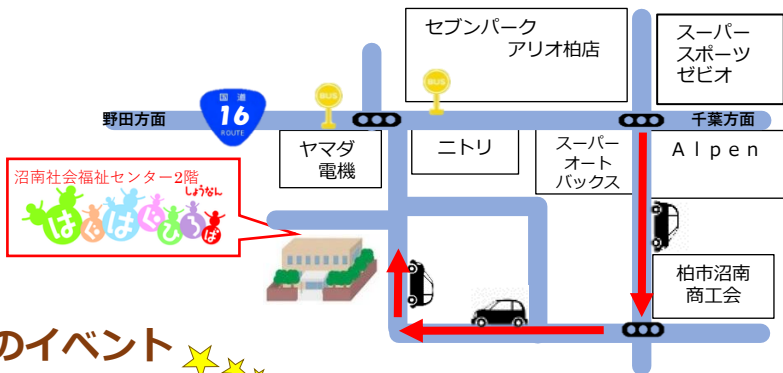 セブンパーク
アリオ柏店
スーパー
スポーツ
ゼビオ
BUS
BUS
国道
16
ROUTE
野田方面
千葉方面
ヤマダ
電機
ニトリ
スーパー
オート
バックス
Ａｌｐｅｎ
沼南社会福祉センター2階
しょうなん
はぐはぐひろば
柏市沼南
商工会
のイベント